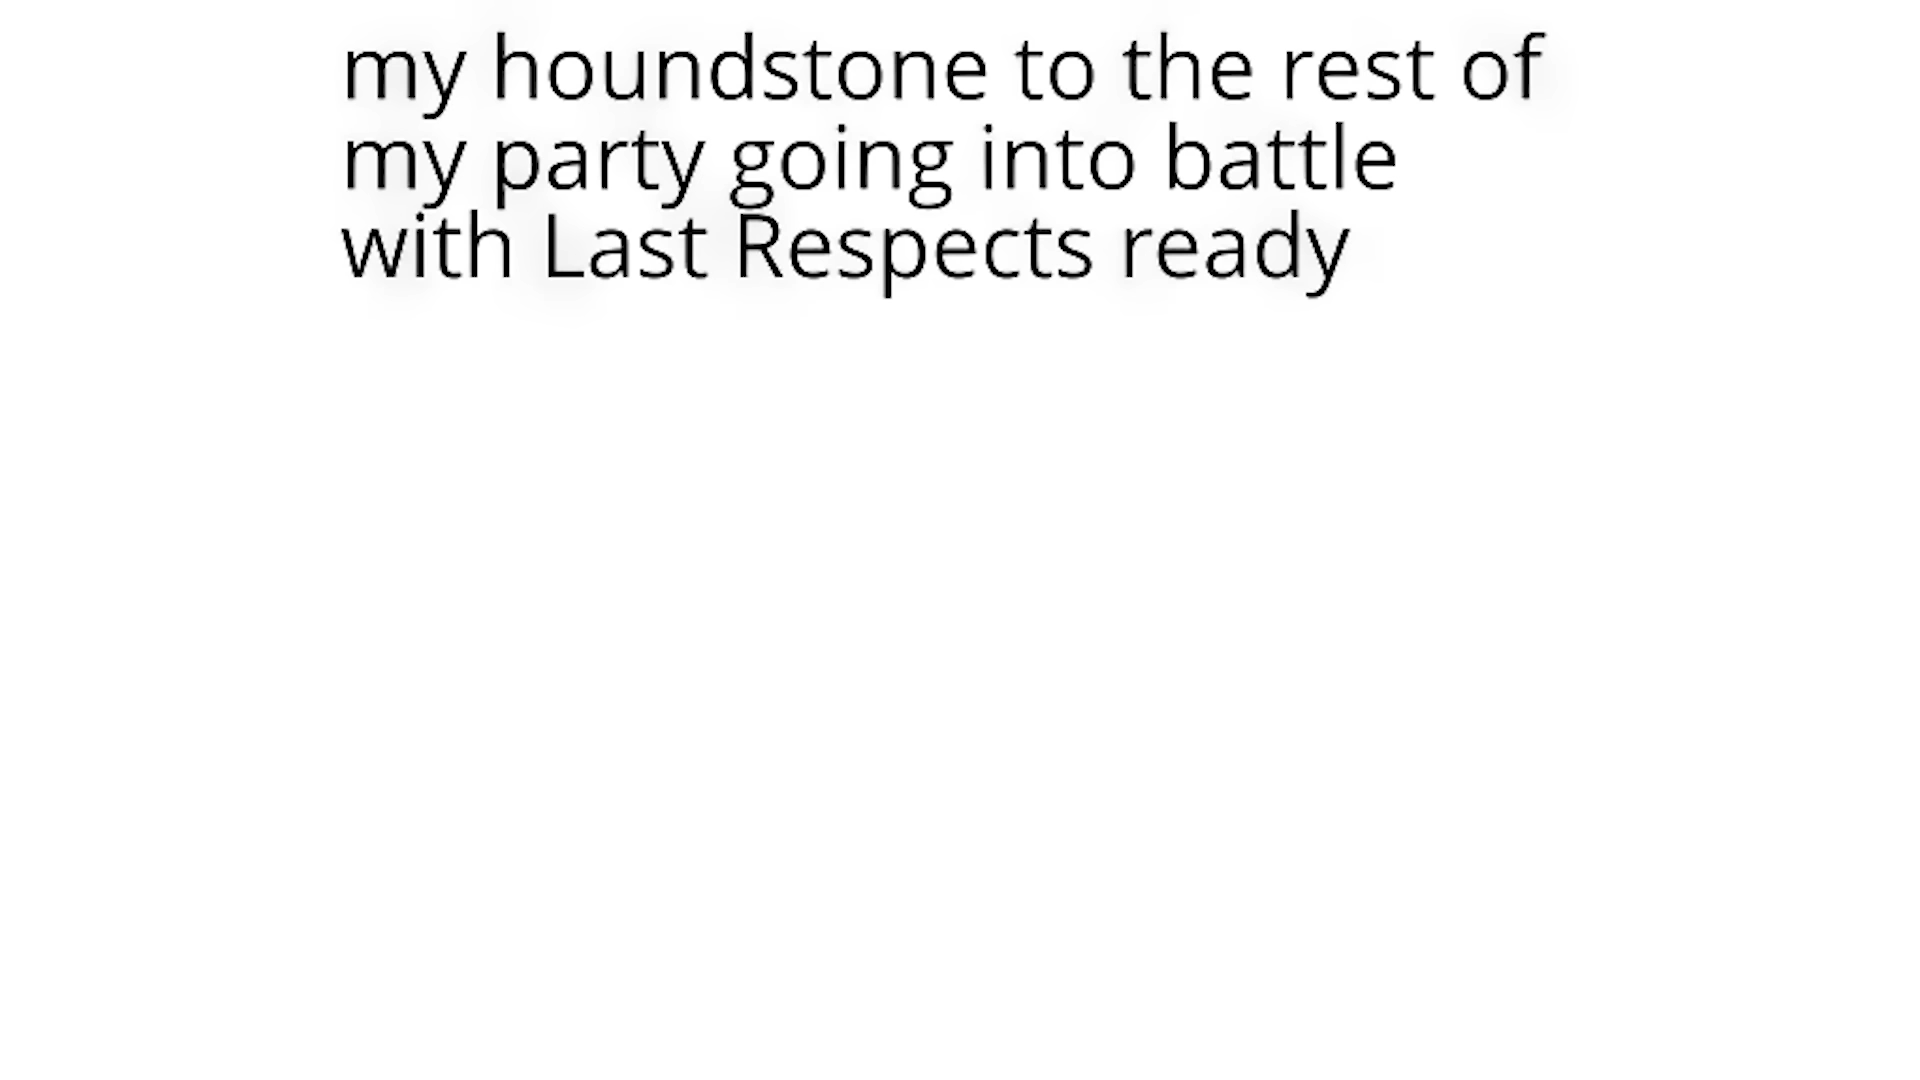 my houndstone to the rest of
my party going into battle
with Last Respects ready